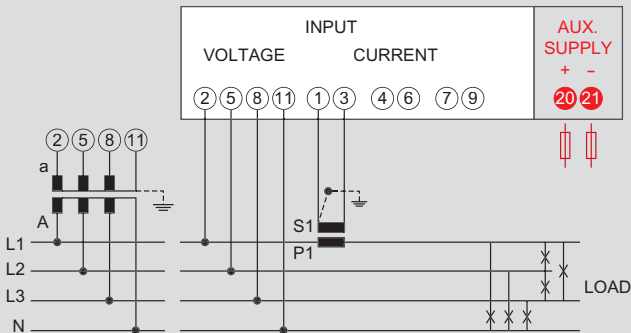 INPUT
AUX.
SUPPLY
VOLTAGE CURRENT
+ –
2 5 8 11 1 3 4 6 7 9 20 21
2 5 8 11
a
A
S1
P1
L1
L2
L3
N
LOAD